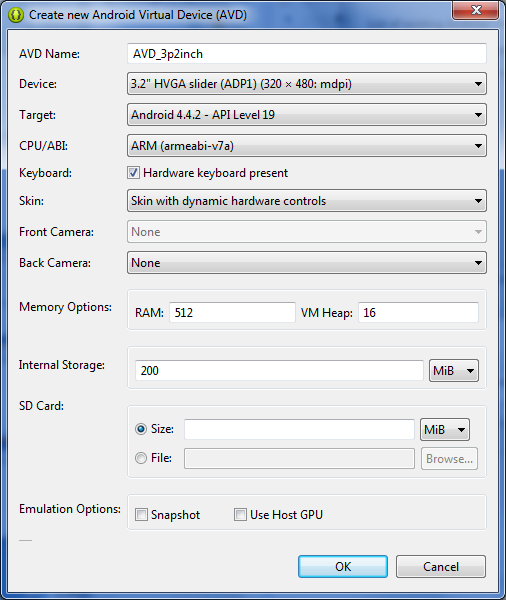 Create new Android Virtual Device (AVD)
AVD Name: AVD_3p2inch
Device: 3.2" HVGA slider (ADP1) (320 × 480: mdpi)
Target: Android 4.4.2 - API Level 19
CPU/ABI: ARM (armeabi-v7a)
Keyboard: Hardware keyboard present
Skin: Skin with dynamic hardware controls
Front Camera: None
Back Camera: None
Memory Options: RAM: 512 VM Heap: 16
Internal Storage: 200 MiB
SD Card:
Size: MiB
File: Browse...
Emulation Options: Snapshot Use Host GPU
OK Cancel